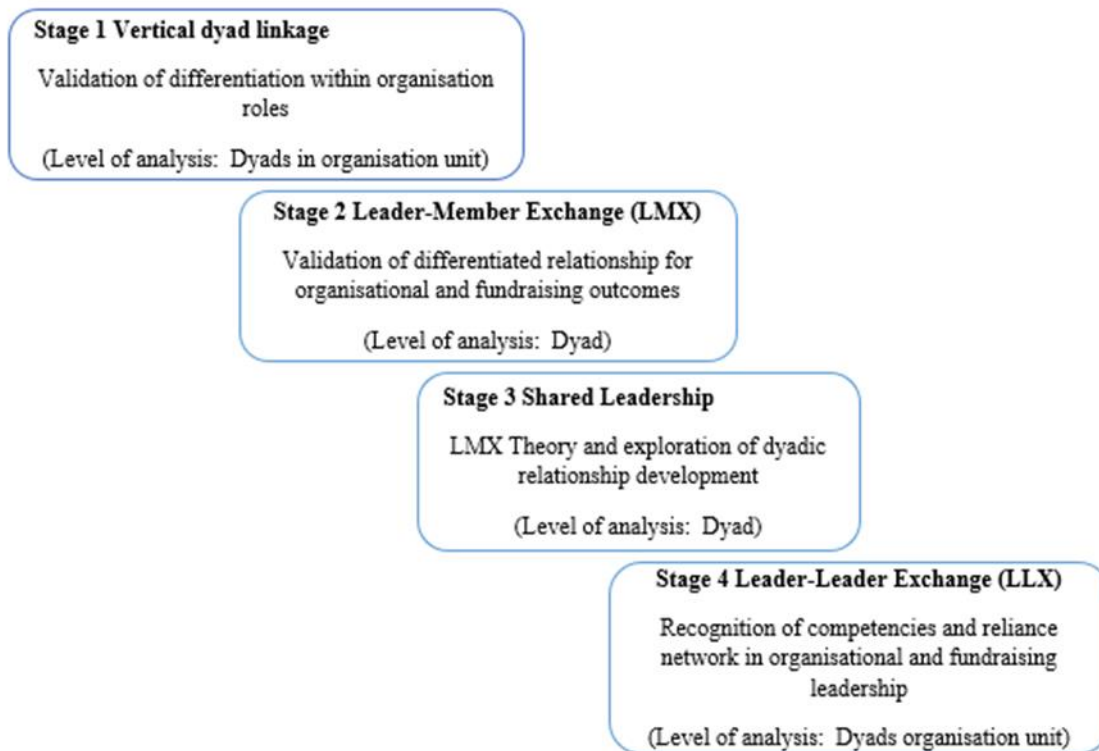 Stage 1 Vertical dyad linkage
Validation of differentiation within organisation
roles
(Level of analysis: Dyads in organisation unit)
Stage 2 Leader-Member Exchange (LMX)
Validation of differentiated relationship for
organisational and fundraising outcomes
(Level of analysis: Dyad)
Stage 3 Shared Leadership
LMX Theory and exploration of dyadic
relationship development
(Level of analysis: Dyad)
Stage 4 Leader-Leader Exchange (LLX)
Recognition of competencies and reliance
network in organisational and fundraising
leadership
(Level of analysis: Dyads organisation unit)